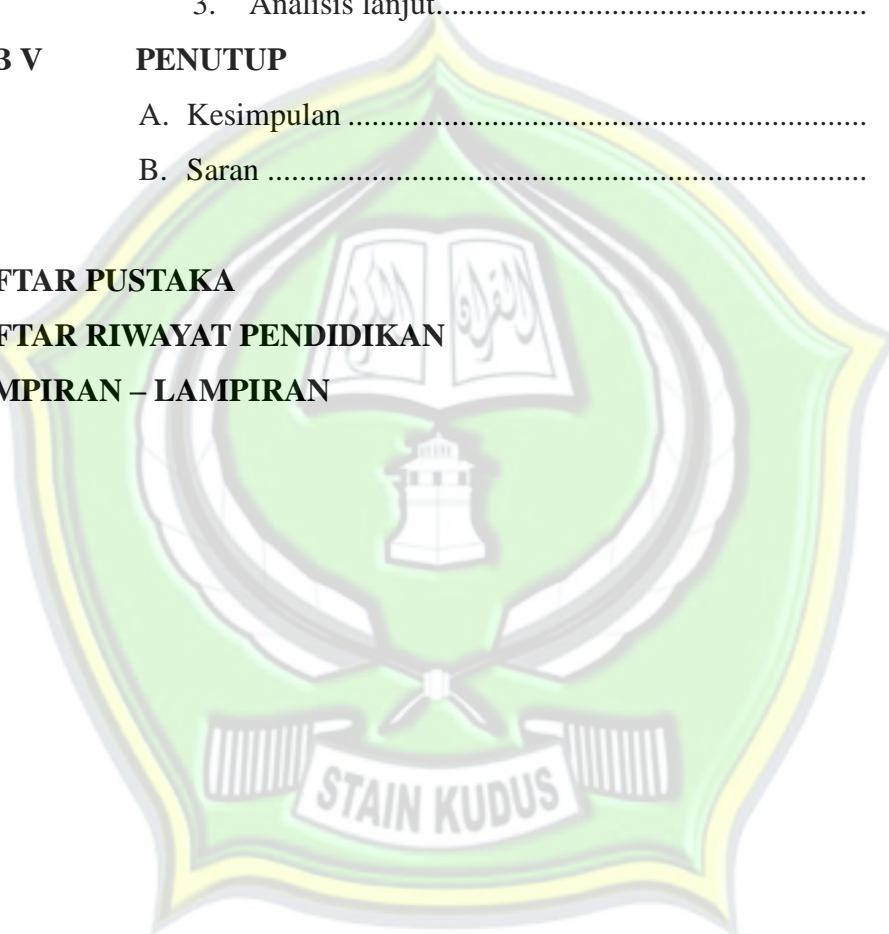 3. Analisis lanjut......................................................
B V PENUTUP
A. Kesimpulan .................................................................
B. Saran ...........................................................................
FTAR PUSTAKA
FTAR RIWAYAT PENDIDIKAN
MPIRAN – LAMPIRAN
STAIN KUDUS